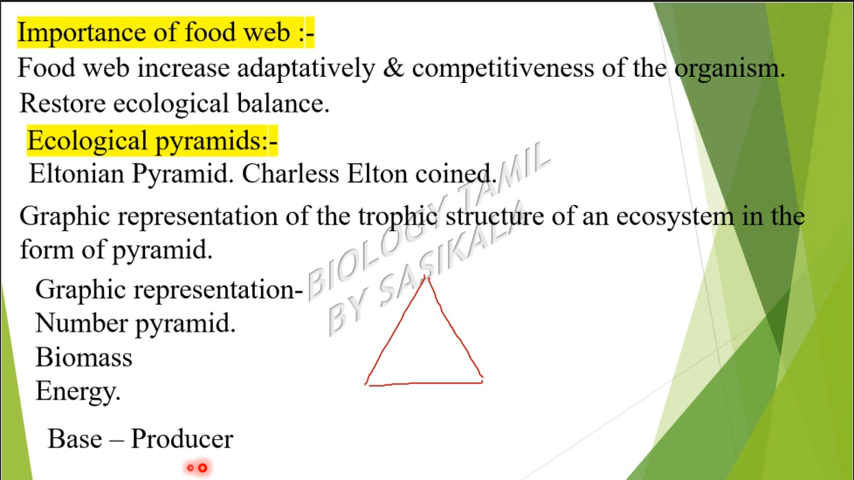 Importance of food web :-
Food web increase adaptatively & competitiveness of the organism.
Restore ecological balance.
Ecological pyramids:-
Eltonian Pyramid. Charless Elton coined.
Graphic representation of the trophic structure of an ecosystem in the
form of pyramid.
Graphic representation-
Number pyramid.
Biomass
Energy.
Base – Producer
BIOLOGY TAMIL
BY SASIKALA